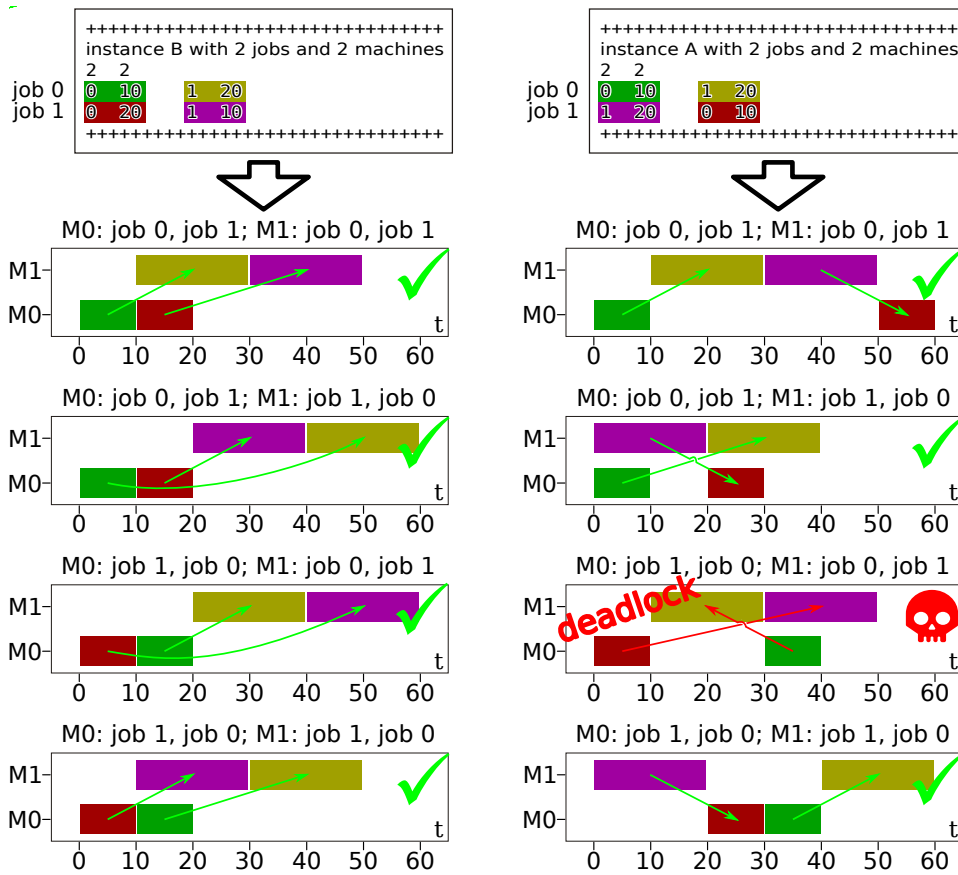 ++++++++++++++++++++++++++++++++++
instance B with 2 jobs and 2 machines
2 2
job 0 0 10 1 20
job 1 0 20 1 10
++++++++++++++++++++++++++++++++++
M0: job 0, job 1; M1: job 0, job 1
M1
M0
t
0 10 20 30 40 50 60
M0: job 0, job 1; M1: job 1, job 0
M1
M0
t
0 10 20 30 40 50 60
M0: job 1, job 0; M1: job 0, job 1
M1
M0
t
0 10 20 30 40 50 60
M0: job 1, job 0; M1: job 1, job 0
M1
M0
t
0 10 20 30 40 50 60
++++++++++++++++++++++++++++++++++
instance A with 2 jobs and 2 machines
2 2
job 0 0 10 1 20
job 1 1 20 0 10
++++++++++++++++++++++++++++++++++
M0: job 0, job 1; M1: job 0, job 1
M1
M0
t
0 10 20 30 40 50 60
M0: job 0, job 1; M1: job 1, job 0
M1
M0
t
0 10 20 30 40 50 60
M0: job 1, job 0; M1: job 0, job 1
M1
deadlock
M0
t
0 10 20 30 40 50 60
M0: job 1, job 0; M1: job 1, job 0
M1
M0
t
0 10 20 30 40 50 60